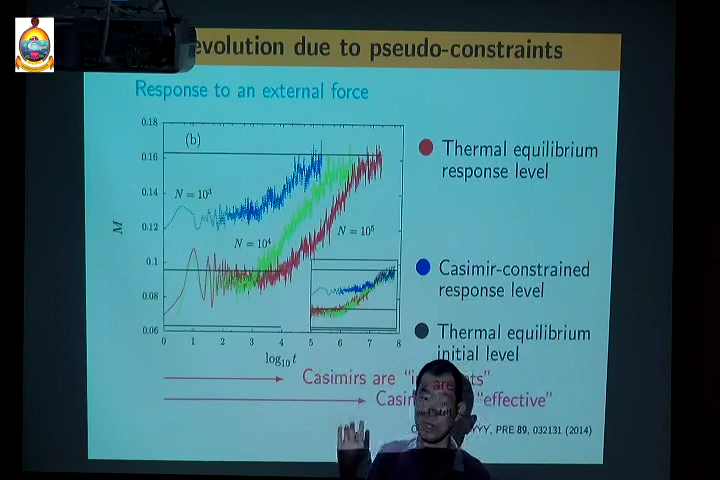 evolution due to pseudo-constraints
Response to an external force
(b)
0.18
0.16
0.14
0.12
0.1
0.08
0.06
M
N = 10³
N = 10⁴
N = 10⁵
0 1 2 3 4 5 6 7 8
log₁₀ t
Thermal equilibrium
response level
Casimir-constrained
response level
Thermal equilibrium
initial level
Casimirs are
"effective"
PRE 89, 032131 (2014)